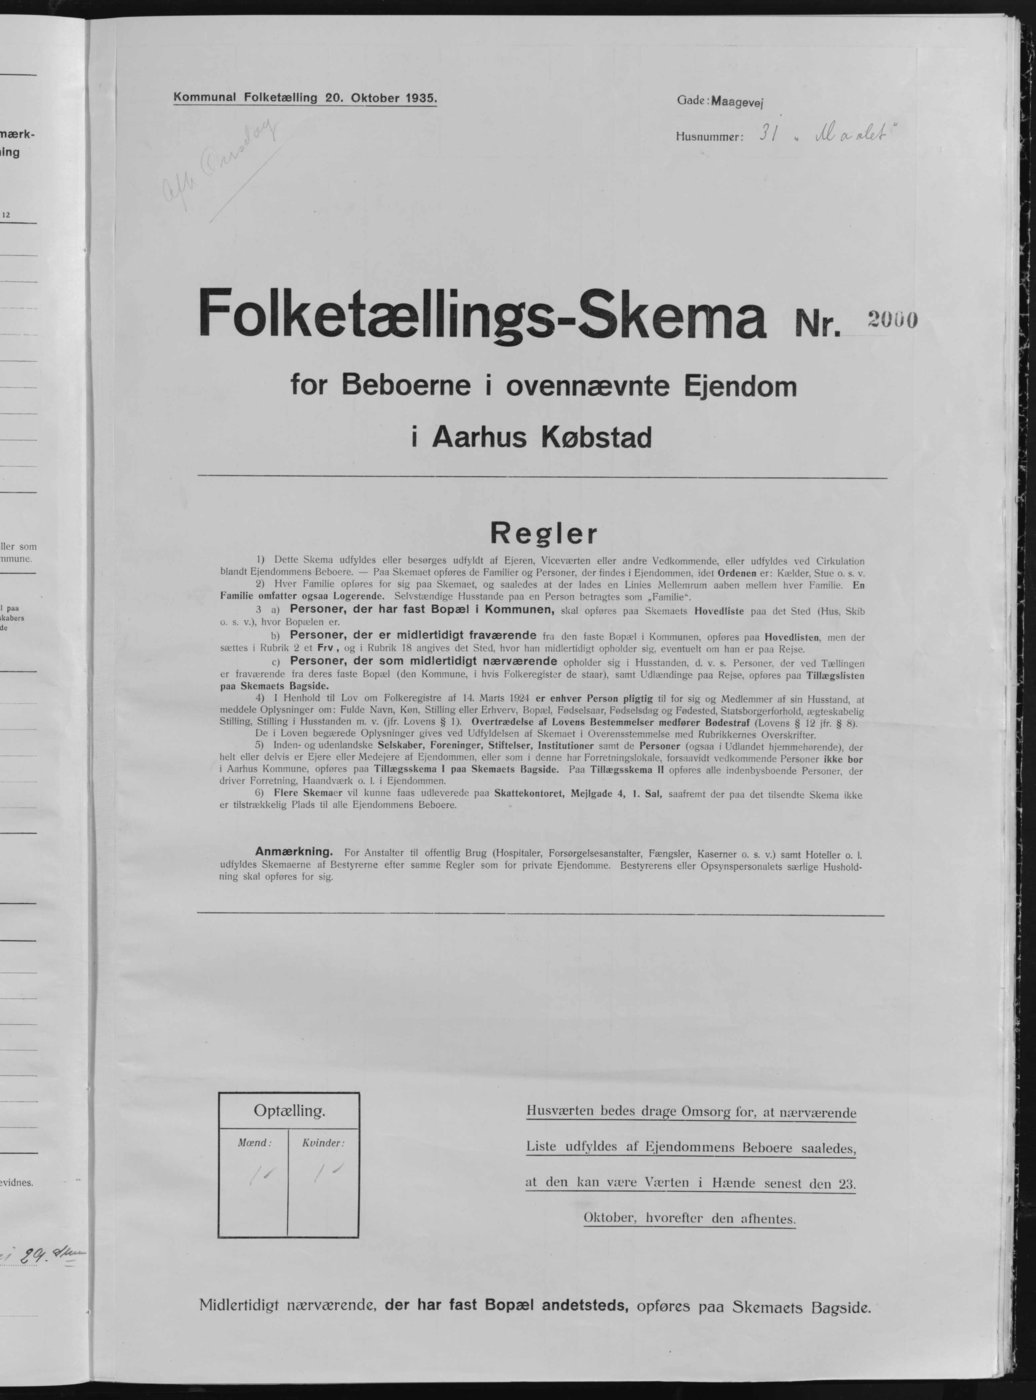 Kommunal Folketælling 20. Oktober 1935.
Gade: Maagevej
Husnummer: 31 "Maalet"
Onsdag
Folketællings-Skema Nr. 2000
for Beboerne i ovennævnte Ejendom
i Aarhus Købstad
Regler
1) Dette Skema udfyldes eller besørges udfyldt af Ejeren, Viceværten eller andre Vedkommende, eller udfyldes ved Cirkulation
blandt Ejendommens Beboere. — Paa Skemaet opføres de Familier og Personer, der findes i Ejendommen, idet Ordenen er: Kælder, Stue o. s. v.
2) Hver Familie opføres for sig paa Skemaet, og saaledes at der lades en Linies Mellemrum aaben mellem hver Familie. En
Familie omfatter ogsaa Logerende. Selvstændige Husstande paa en Person betragtes som „Familie“.
3 a) Personer, der har fast Bopæl i Kommunen, skal opføres paa Skemaets Hovedliste paa det Sted (Hus, Skib
o. s. v.), hvor Bopælen er.
b) Personer, der er midlertidigt fraværende fra den faste Bopæl i Kommunen, opføres paa Hovedlisten, men der
sættes i Rubrik 2 et Frv., og i Rubrik 18 angives det Sted, hvor han midlertidigt opholder sig, eventuelt om han er paa Rejse.
c) Personer, der som midlertidigt nærværende opholder sig i Husstanden, d. v. s. Personer, der ved Tællingen
er fraværende fra deres faste Bopæl (den Kommune, i hvis Folkeregister de staar), samt Udlændinge paa Rejse, opføres paa Tillægslisten
paa Skemaets Bagside.
4) I Henhold til Lov om Folkeregistre af 14. Marts 1924 er enhver Person pligtig til for sig og Medlemmer af sin Husstand, at
meddele Oplysninger om: Fulde Navn, Køn, Stilling eller Erhverv, Bopæl, Fødselsaar, Fødselsdag og Fødested, Statsborgerforhold, ægteskabelig
Stilling, Stilling i Husstanden m. v. (jfr. Lovens § 1). Overtrædelse af Lovens Bestemmelser medfører Bødestraf (Lovens § 12 jfr. § 8).
De i Loven begærede Oplysninger gives ved Udfyldelsen af Skemaet i Overensstemmelse med Rubrikkernes Overskrifter.
5) Inden- og udenlandske Selskaber, Foreninger, Stiftelser, Institutioner samt de Personer (ogsaa i Udlandet hjemmehørende), der
helt eller delvis er Ejere eller Medejere af Ejendommen, eller som i denne har Forretningslokale, forsaavidt vedkommende Personer ikke bor
i Aarhus Kommune, opføres paa Tillægsskema I paa Skemaets Bagside. Paa Tillægsskema II opføres alle indenbysboende Personer, der
driver Forretning, Haandværk o. l. i Ejendommen.
6) Flere Skemaer vil kunne faas udleverede paa Skattekontoret, Mejlgade 4, 1. Sal, saafremt der paa det tilsendte Skema ikke
er tilstrækkelig Plads til alle Ejendommens Beboere.
Anmærkning. For Anstalter til offentlig Brug (Hospitaler, Forsørgelsesanstalter, Fængsler, Kaserner o. s. v.) samt Hoteller o. l.
udfyldes Skemaerne af Bestyrerne efter samme Regler som for private Ejendomme. Bestyrerens eller Opsynspersonalets særlige Hushold-
ning skal opføres for sig.
Optælling.
Mænd: Kvinder:
Husværten bedes drage Omsorg for, at nærværende
Liste udfyldes af Ejendommens Beboere saaledes,
at den kan være Værten i Hænde senest den 23.
Oktober, hvorefter den afhentes.
Midlertidigt nærværende, der har fast Bopæl andetsteds, opføres paa Skemaets Bagside.